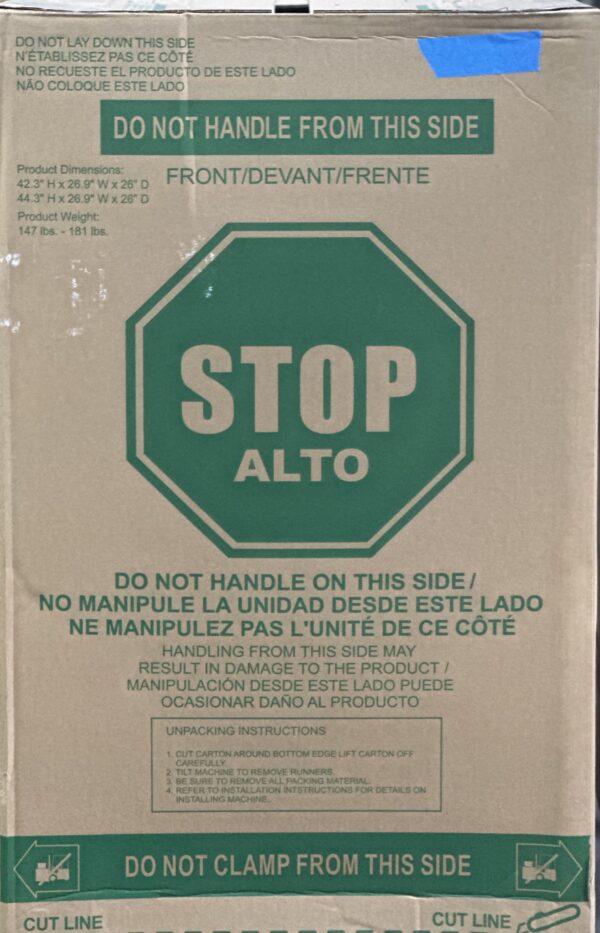 DO NOT LAY DOWN THIS SIDE
N'ÉTABLISSEZ PAS CE CÔTÉ
NO RECUESTE EL PRODUCTO DE ESTE LADO
NÃO COLOQUE ESTE LADO
DO NOT HANDLE FROM THIS SIDE
Product Dimensions:
42.3" H x 26.9" W x 26" D
44.3" H x 26.9" W x 26" D
Product Weight:
147 lbs. - 181 lbs.
FRONT/DEVANT/FRENTE
STOP
ALTO
DO NOT HANDLE ON THIS SIDE /
NO MANIPULE LA UNIDAD DESDE ESTE LADO
NE MANIPULEZ PAS L'UNITÉ DE CE CÔTÉ
HANDLING FROM THIS SIDE MAY
RESULT IN DAMAGE TO THE PRODUCT /
MANIPULACIÓN DESDE ESTE LADO PUEDE
OCASIONAR DAÑO AL PRODUCTO
UNPACKING INSTRUCTIONS
1. CUT CARTON AROUND BOTTOM EDGE LIFT CARTON OFF
CAREFULLY.
2. TILT MACHINE TO REMOVE RUNNERS.
3. BE SURE TO REMOVE ALL PACKING MATERIAL.
4. REFER TO INSTALLATION INTSTRUCTIONS FOR DETAILS ON
INSTALLING MACHINE.
DO NOT CLAMP FROM THIS SIDE
CUT LINE
CUT LINE